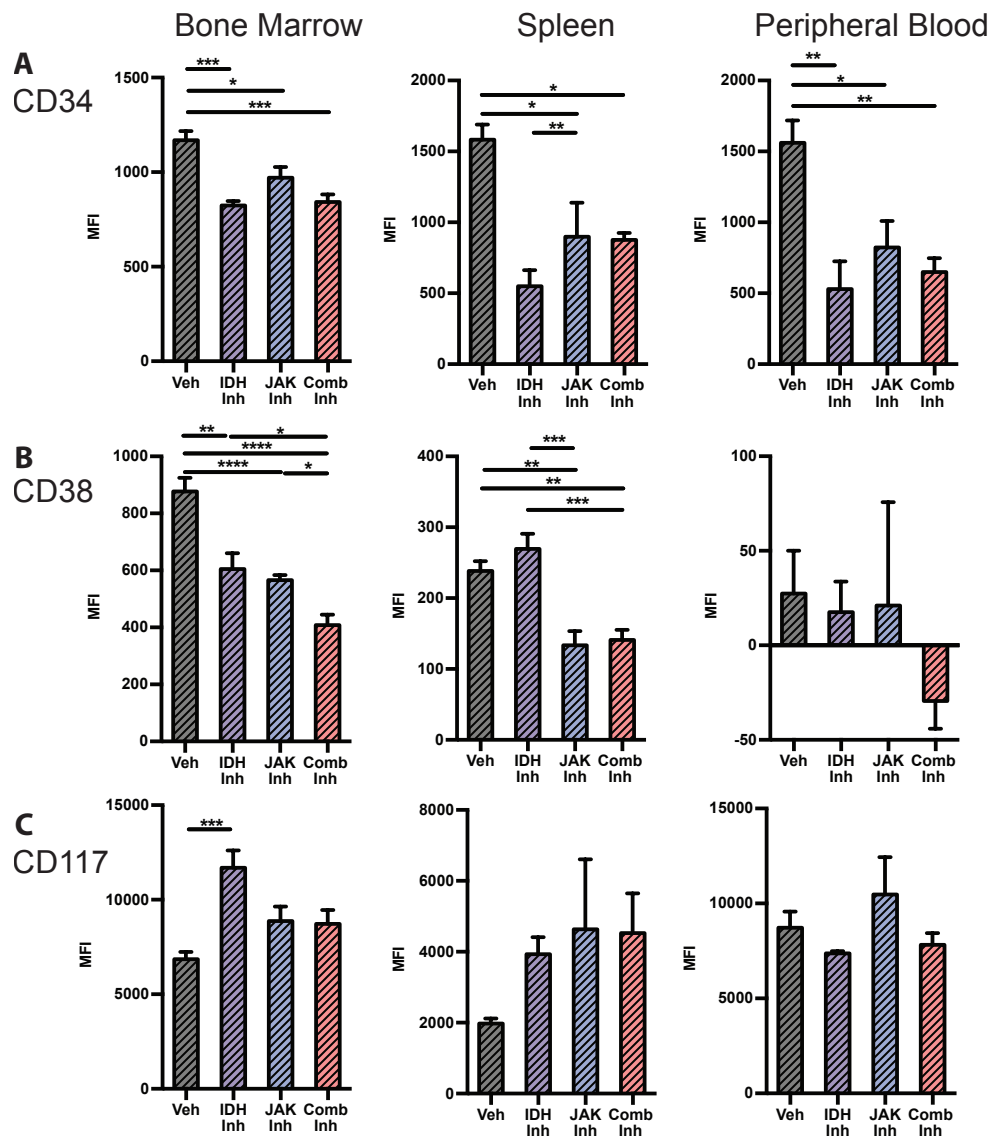 Bone Marrow Spleen Peripheral Blood
A
CD34
*** 
*
***
1500
1000
500
0
MFI
Veh IDH JAK Comb
Inh Inh Inh
*
*
**
2000
1500
1000
500
0
MFI
Veh IDH JAK Comb
Inh Inh Inh
**
*
**
2000
1500
1000
500
0
MFI
Veh IDH JAK Comb
Inh Inh Inh
B
CD38
** *
****
**** *
1000
800
600
400
200
0
MFI
Veh IDH JAK Comb
Inh Inh Inh
***
**
**
***
400
300
200
100
0
MFI
Veh IDH JAK Comb
Inh Inh Inh
100
50
0
-50
MFI
Veh IDH JAK Comb
Inh Inh Inh
C
CD117
***
15000
10000
5000
0
MFI
Veh IDH JAK Comb
Inh Inh Inh
8000
6000
4000
2000
0
MFI
Veh IDH JAK Comb
Inh Inh Inh
15000
10000
5000
0
MFI
Veh IDH JAK Comb
Inh Inh Inh